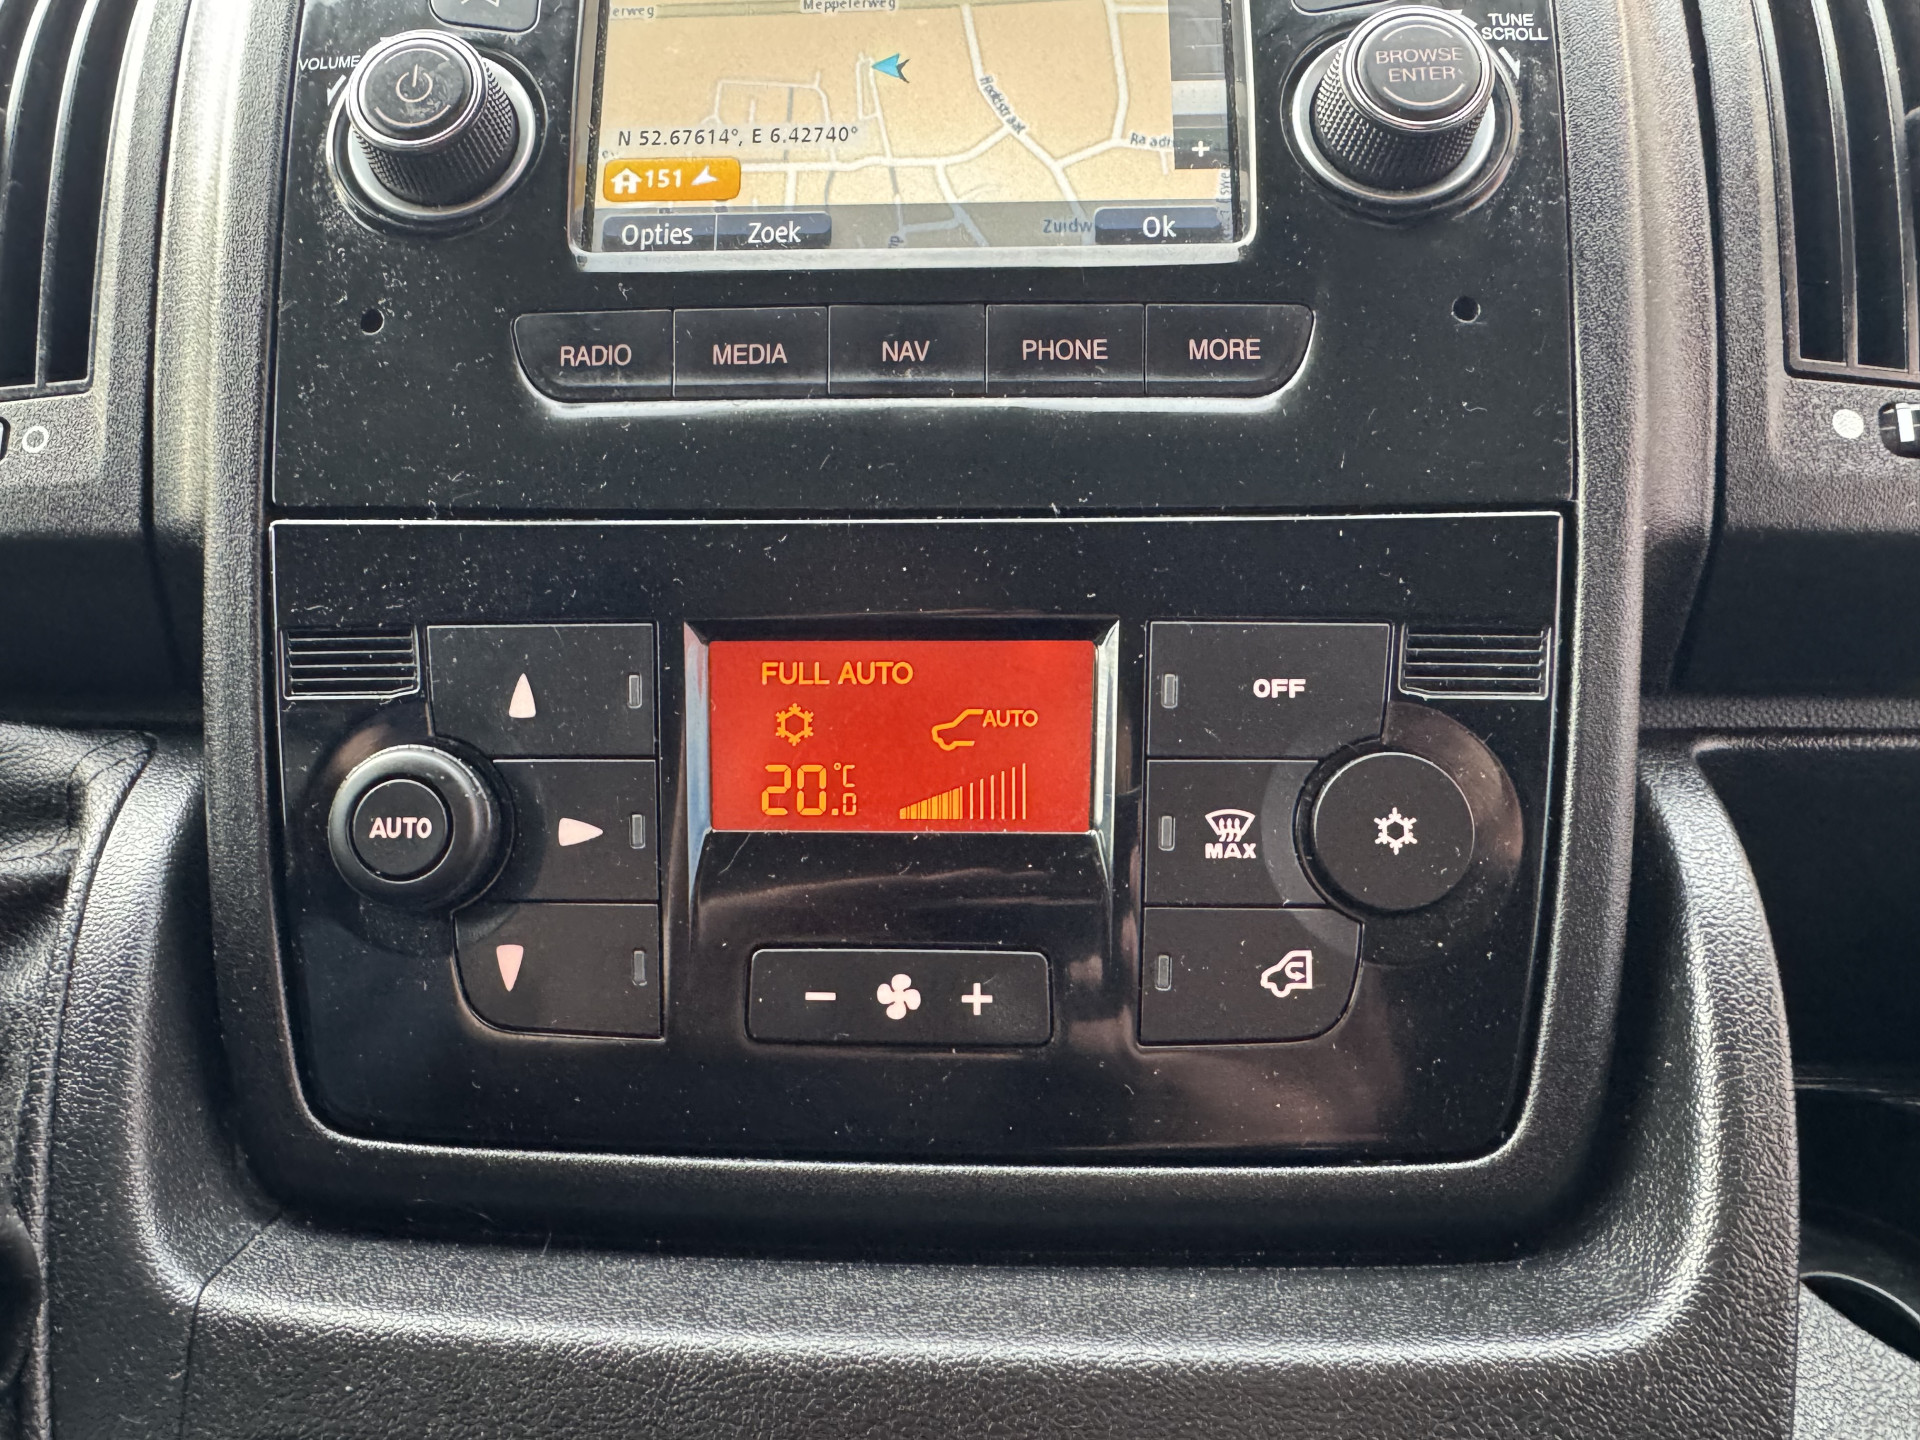 erweg
Meppelerweg
VOLUME
TUNE
SCROLL
BROWSE
ENTER
N 52.67614°, E 6.42740°
151
+
Zuidw
Opties
Zoek
Ok
RADIO
MEDIA
NAV
PHONE
MORE
FULL AUTO
AUTO
20.0 °C
OFF
AUTO
MAX
- +